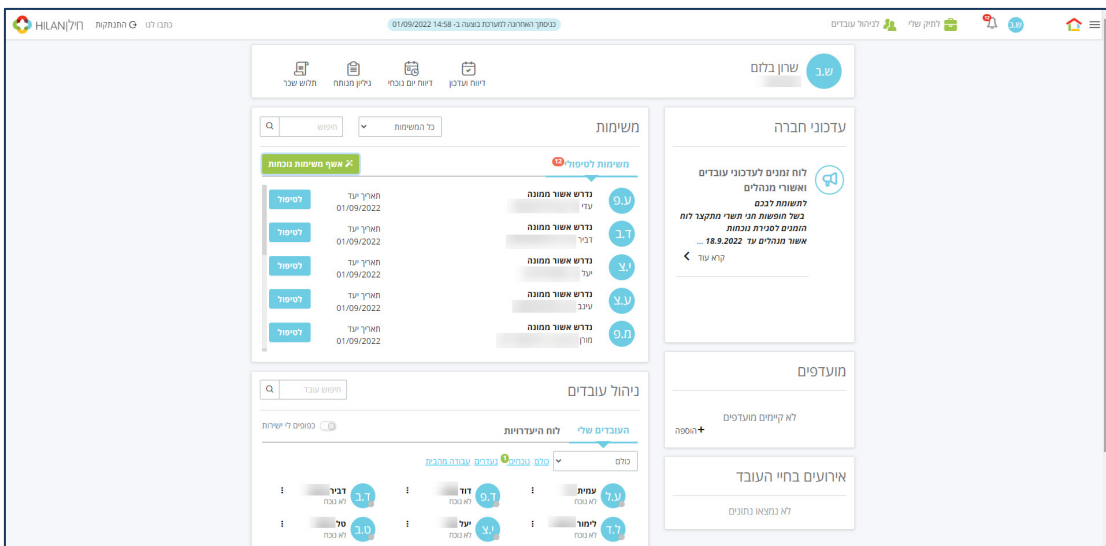 ש.ב
12
לתיק שלי
לניהול עובדים
כניסתך האחרונה למערכת בוצעה ב- 01/09/2022 14:58
כתבו לנו
התנתקות
חילן|HILAN
ש.ב
שרון בלזם
דיווח ועדכון
דיווח יום נוכחי
גיליון מנותח
תלוש שכר
עדכוני חברה
לוח זמנים לעדכוני עובדים
ואשורי מנהלים
לתשומת לבכם
בשל חופשות חגי תשרי מתקצר לוח
הזמנים לסגירת נוכחות
אשור מנהלים עד 18.9.2022 ...
קרא עוד
מועדפים
לא קיימים מועדפים
+הוספה
אירועים בחיי העובד
לא נמצאו נתונים
משימות
כל המשימות
חיפוש
משימות לטיפולי
12
אשף משימות נוכחות
ע.פ
נדרש אשור ממונה
עדי
תאריך יעד
01/09/2022
לטיפול
ד.ב
נדרש אשור ממונה
דביר
תאריך יעד
01/09/2022
לטיפול
י.צ
נדרש אשור ממונה
יעל
תאריך יעד
01/09/2022
לטיפול
ע.צ
נדרש אשור ממונה
עינב
תאריך יעד
01/09/2022
לטיפול
מ.פ
נדרש אשור ממונה
מורן
תאריך יעד
01/09/2022
לטיפול
ניהול עובדים
חיפוש עובד
העובדים שלי
לוח היעדרויות
כפופים לי ישירות
כולם
כולם
נוכחים
1
נעדרים
עבודה מהבית
ע.ל
עמית
לא נוכח
ד.פ
דוד
לא נוכח
ד.ב
דביר
לא נוכח
ל.ד
לימור
לא נוכח
י.צ
יעל
לא נוכח
ט.ב
טל
לא נוכח